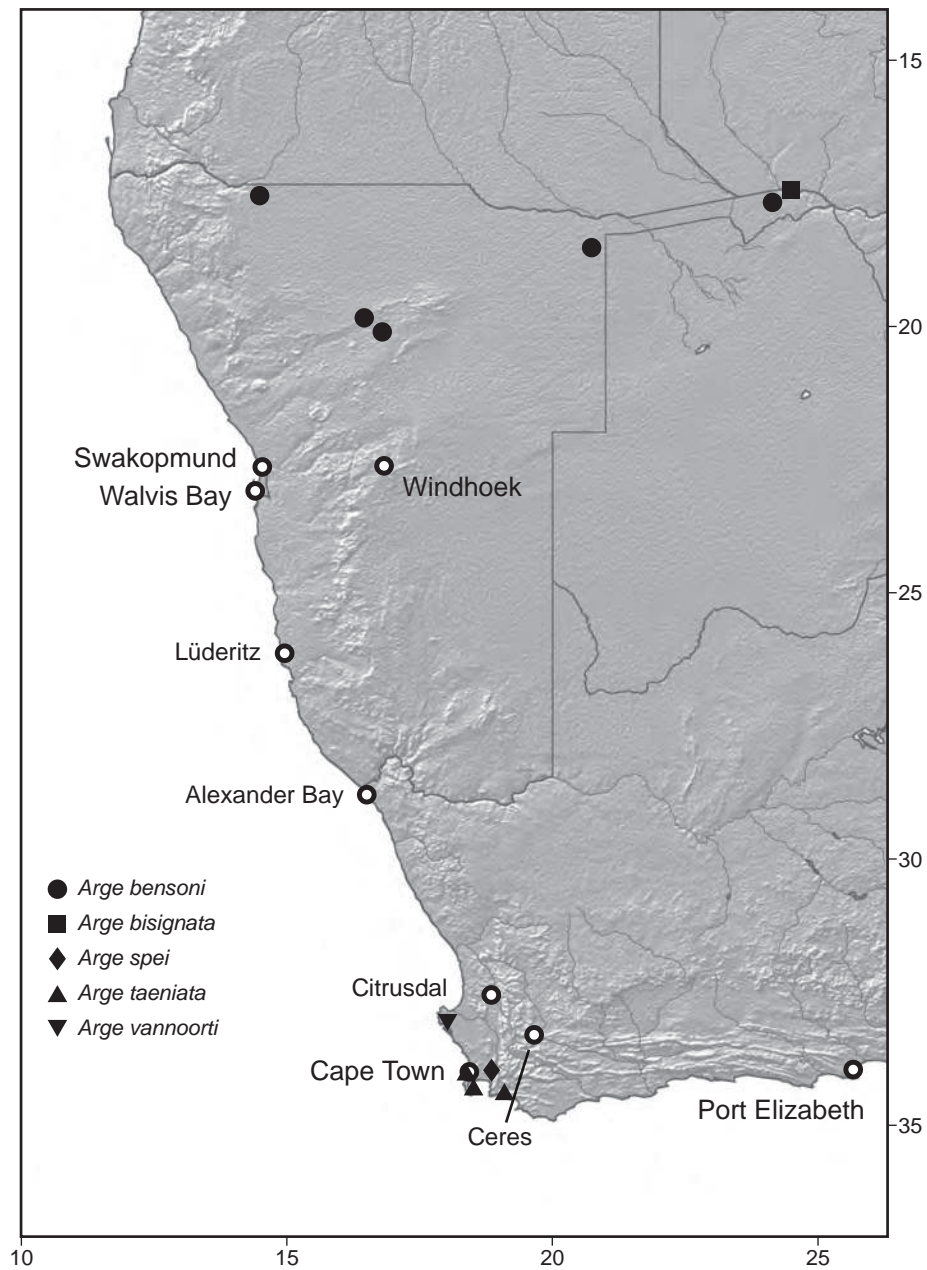 15
20
Swakopmund
Walvis Bay
Windhoek
25
Lüderitz
Alexander Bay
30
Arge bensoni
Arge bisignata
Arge spei
Arge taeniata
Arge vannoorti
Citrusdal
Cape Town
Port Elizabeth
Ceres
35
10
15
20
25